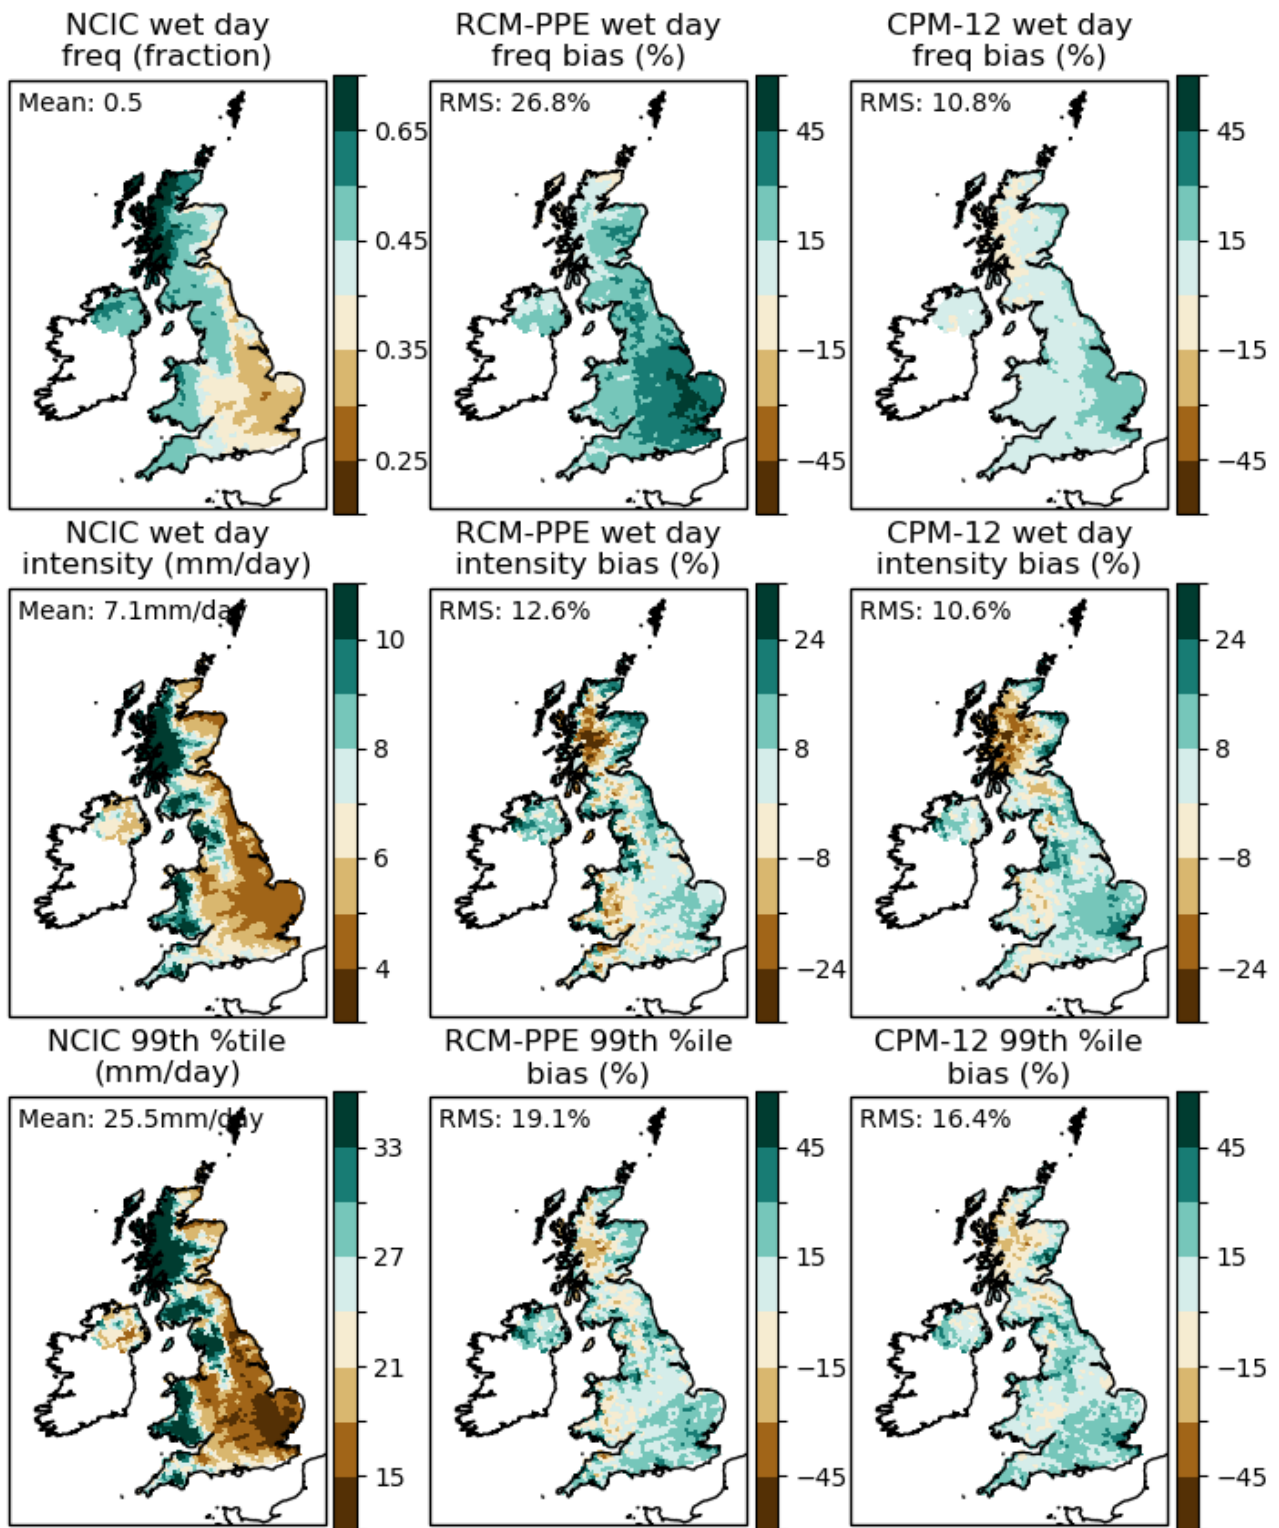 NCIC wet day
freq (fraction)
RCM-PPE wet day
freq bias (%)
CPM-12 wet day
freq bias (%)
Mean: 0.5
0.65
0.45
0.35
0.25
RMS: 26.8%
45
15
−15
−45
RMS: 10.8%
45
15
−15
−45
NCIC wet day
intensity (mm/day)
RCM-PPE wet day
intensity bias (%)
CPM-12 wet day
intensity bias (%)
Mean: 7.1mm/day
10
8
6
4
RMS: 12.6%
24
8
−8
−24
RMS: 10.6%
24
8
−8
−24
NCIC 99th %tile
(mm/day)
RCM-PPE 99th %ile
bias (%)
CPM-12 99th %ile
bias (%)
Mean: 25.5mm/day
33
27
21
15
RMS: 19.1%
45
15
−15
−45
RMS: 16.4%
45
15
−15
−45